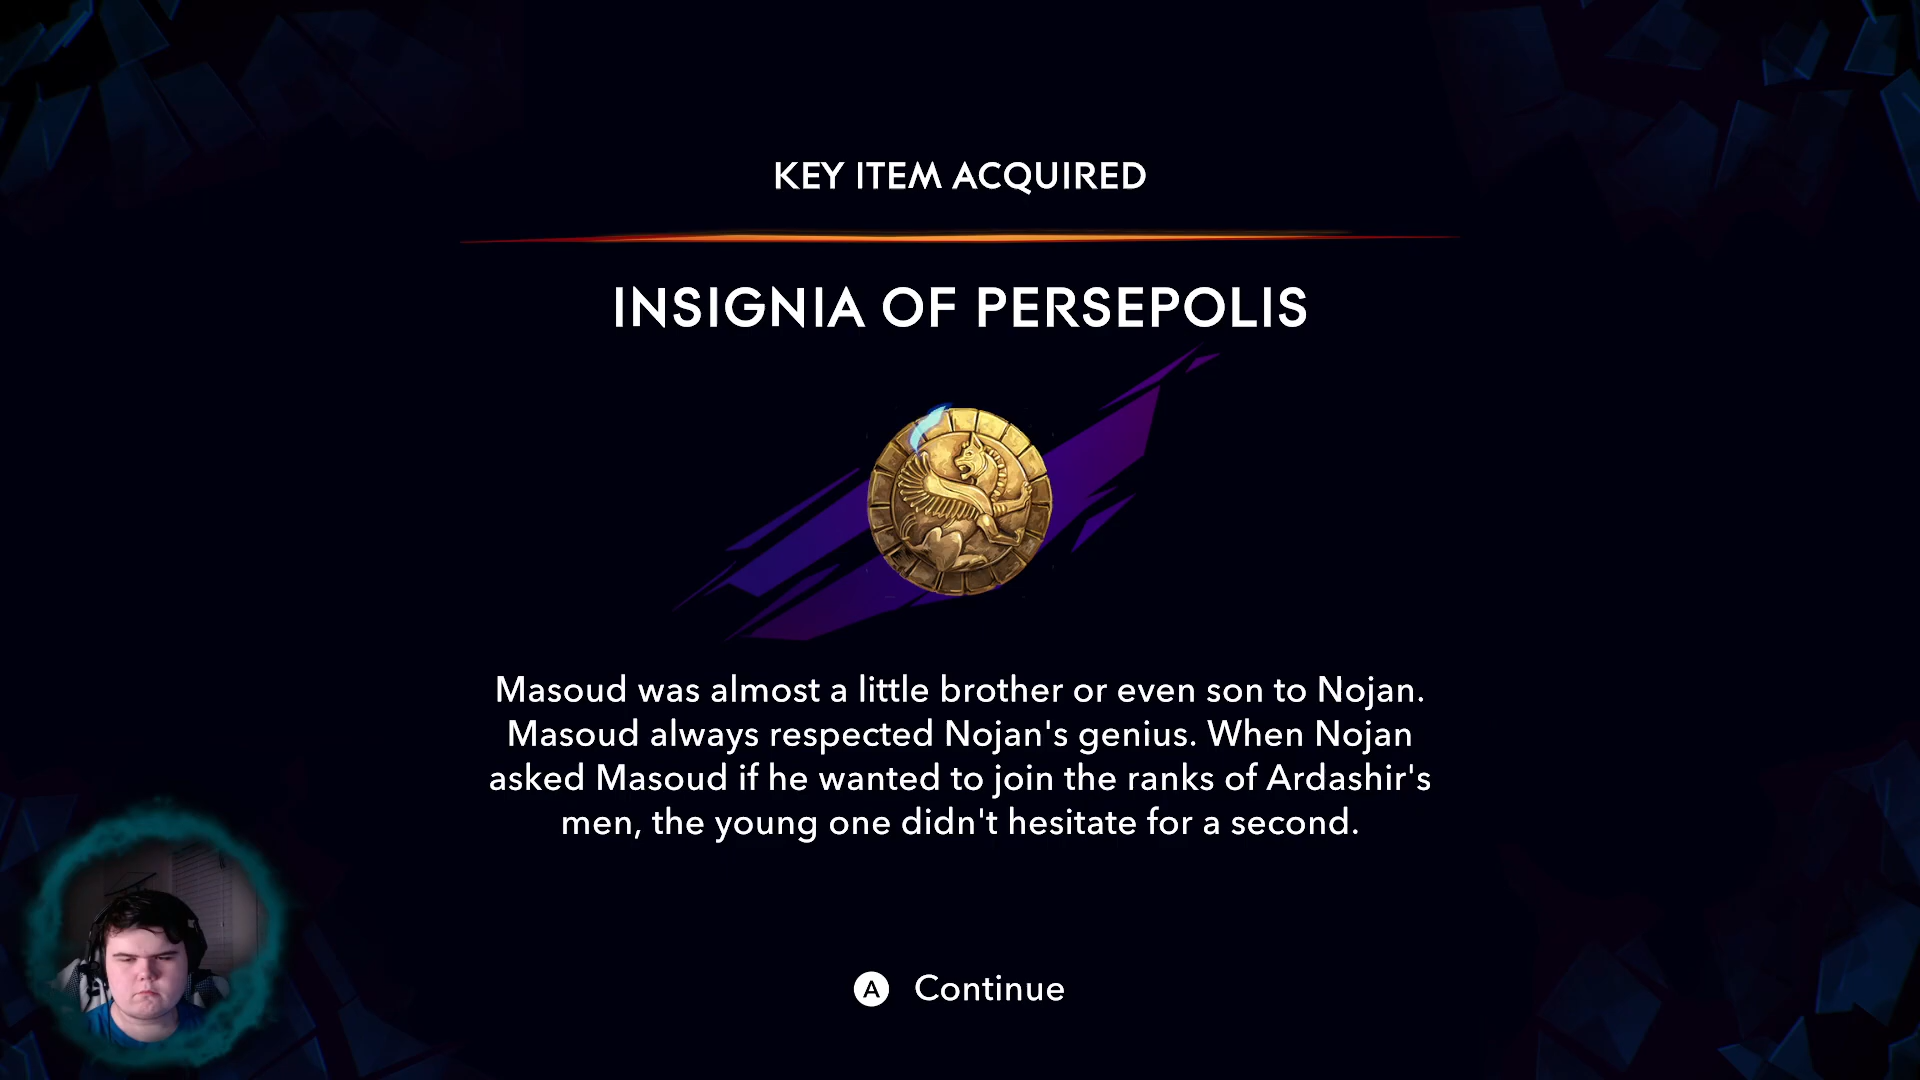 KEY ITEM ACQUIRED
INSIGNIA OF PERSEPOLIS
Masoud was almost a little brother or even son to Nojan.
Masoud always respected Nojan's genius. When Nojan
asked Masoud if he wanted to join the ranks of Ardashir's
men, the young one didn't hesitate for a second.
A Continue